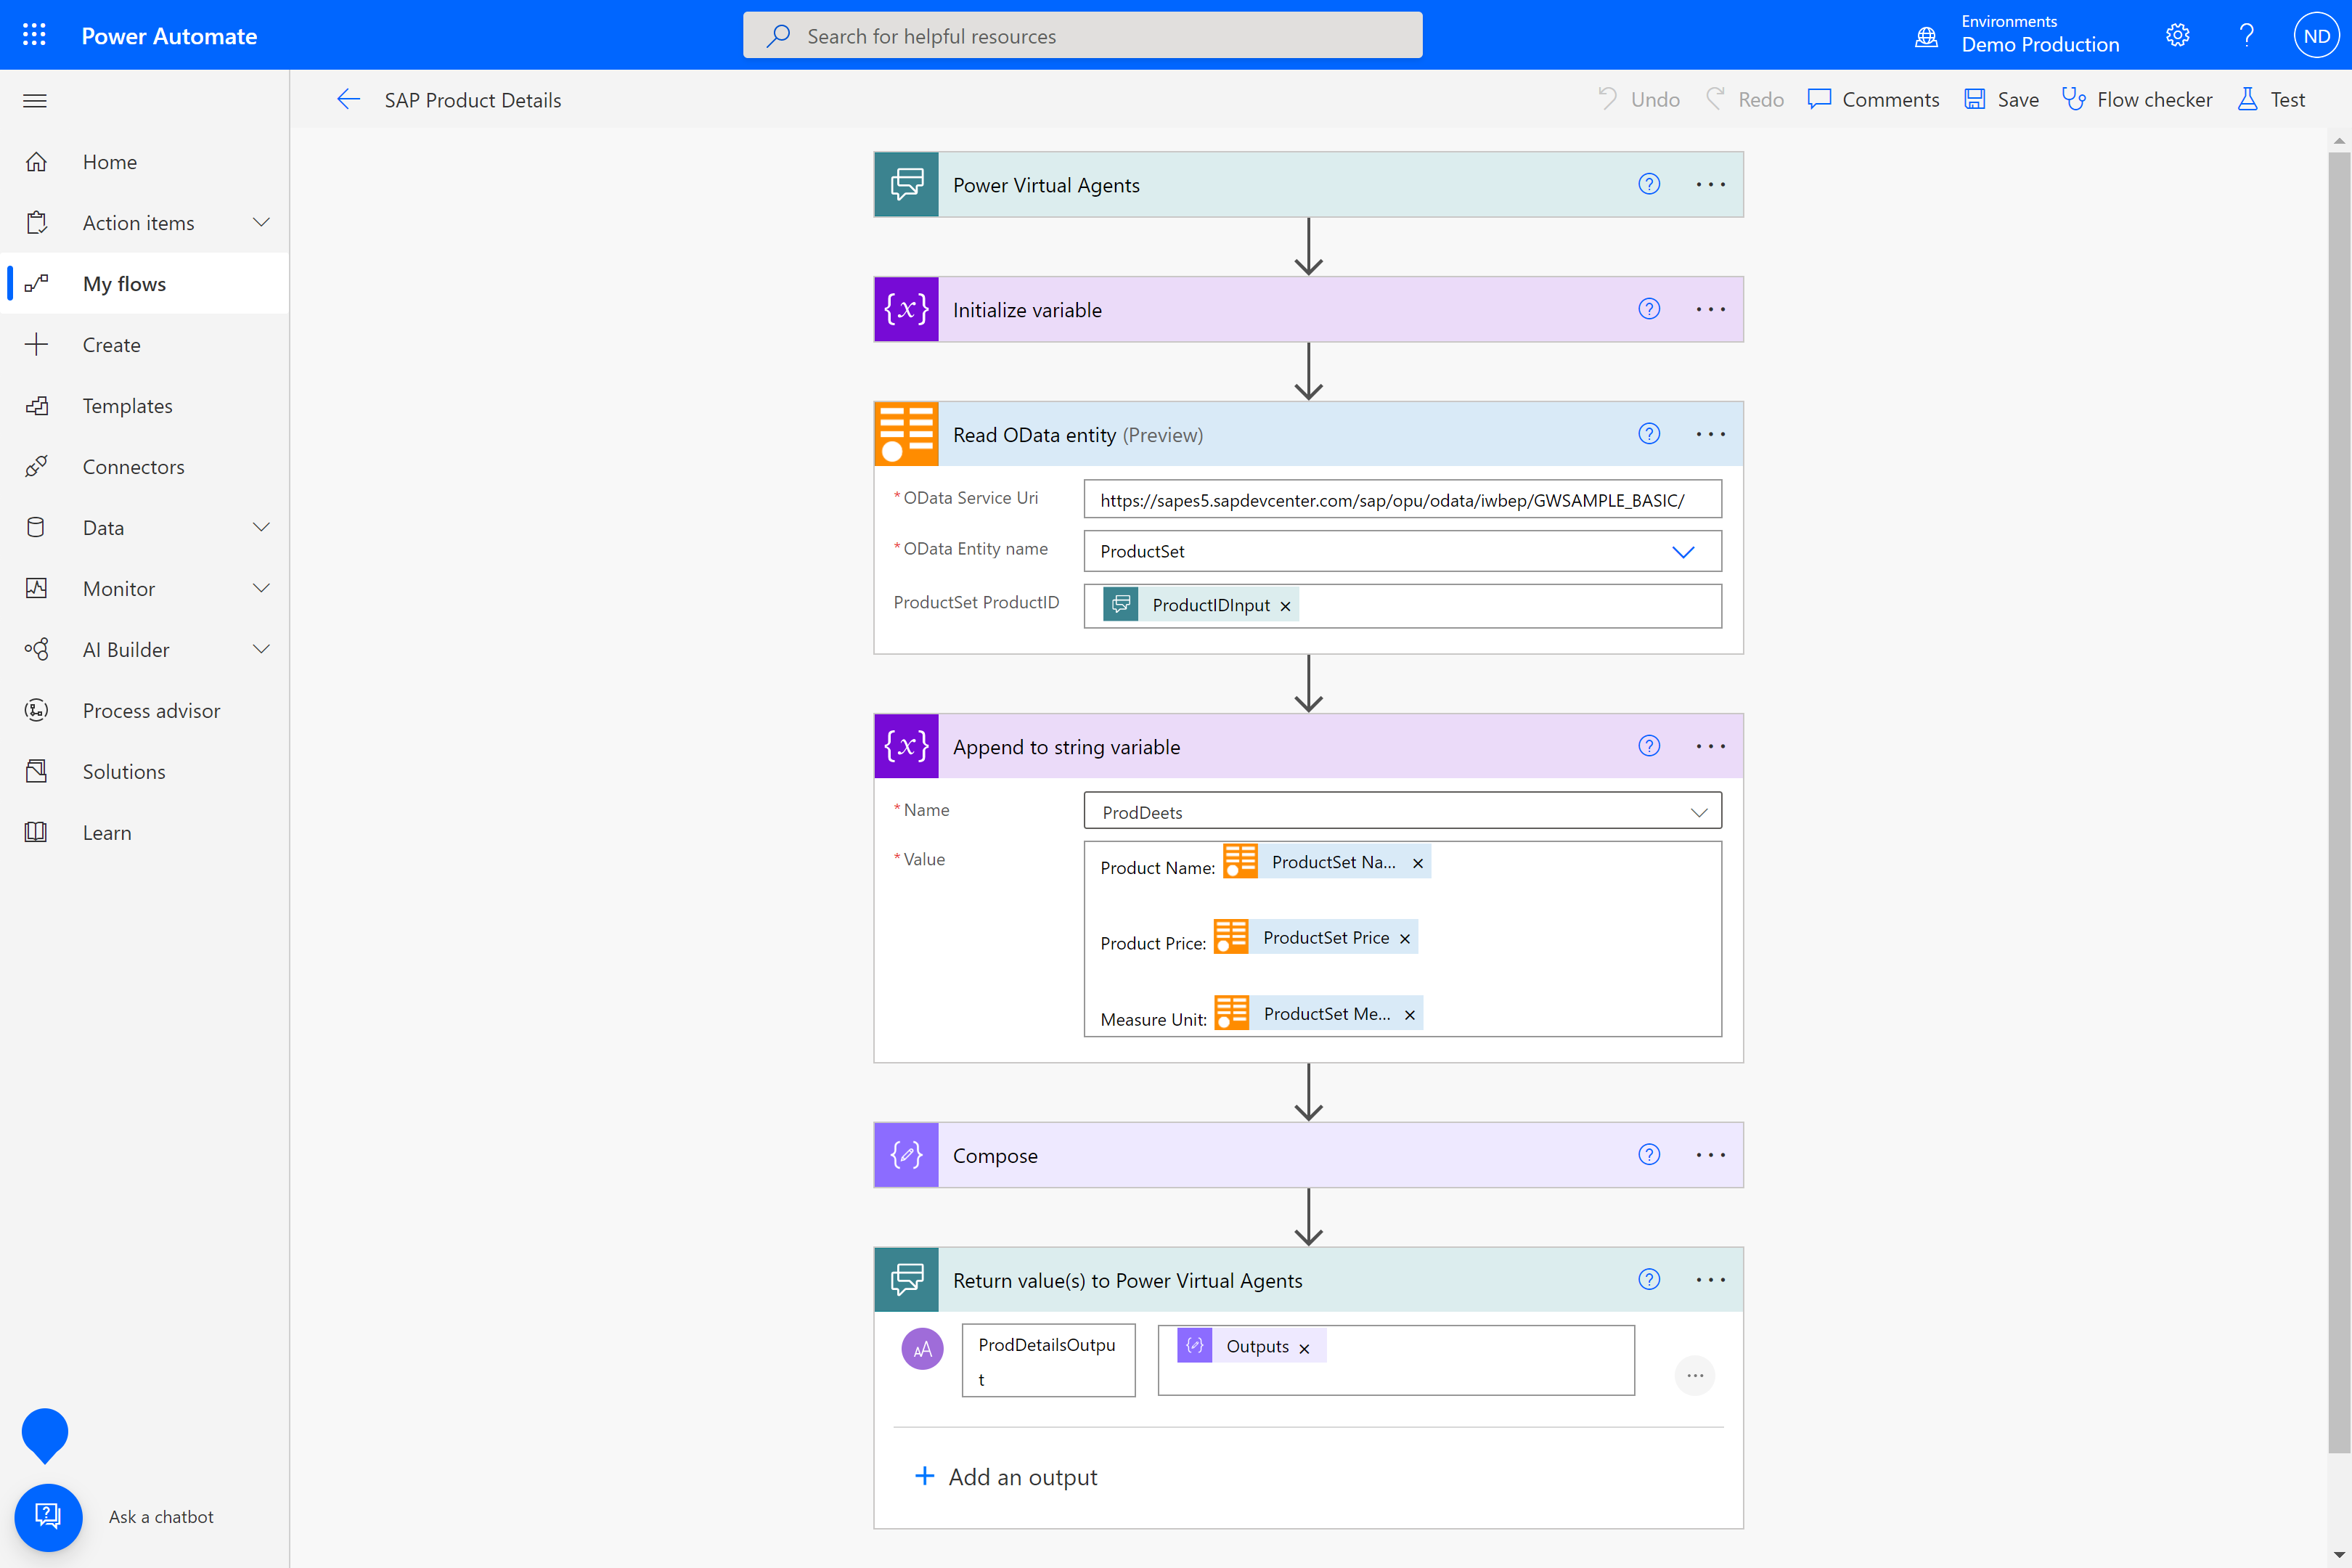 Power Automate
Search for helpful resources
Environments
Demo Production
ND
SAP Product Details
Undo
Redo
Comments
Save
Flow checker
Test
Home
Action items
My flows
Create
Templates
Connectors
Data
Monitor
AI Builder
Process advisor
Solutions
Learn
Ask a chatbot
Power Virtual Agents
{x} Initialize variable
Read OData entity (Preview)
* OData Service Uri
https://sapes5.sapdevcenter.com/sap/opu/odata/iwbep/GWSAMPLE_BASIC/
* OData Entity name
ProductSet
ProductSet ProductID
ProductIDInput ×
{x} Append to string variable
* Name
ProdDeets
* Value
Product Name: ProductSet Na... ×
Product Price: ProductSet Price ×
Measure Unit: ProductSet Me... ×
Compose
Return value(s) to Power Virtual Agents
AA
ProdDetailsOutpu
t
Outputs ×
+ Add an output